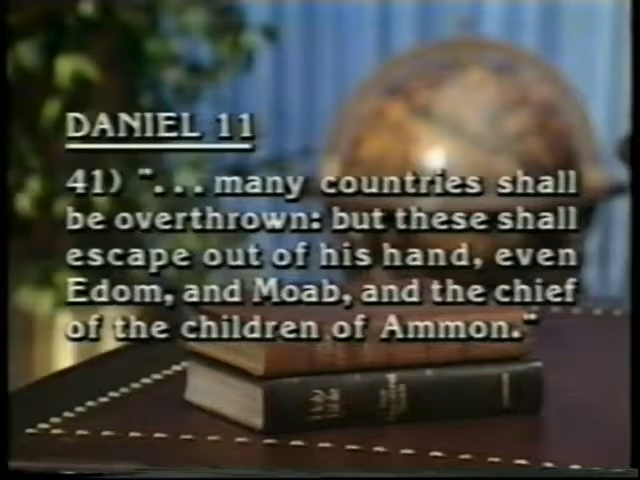 DANIEL 11
41) "... many countries shall
be overthrown: but these shall
escape out of his hand, even
Edom, and Moab, and the chief
of the children of Ammon."